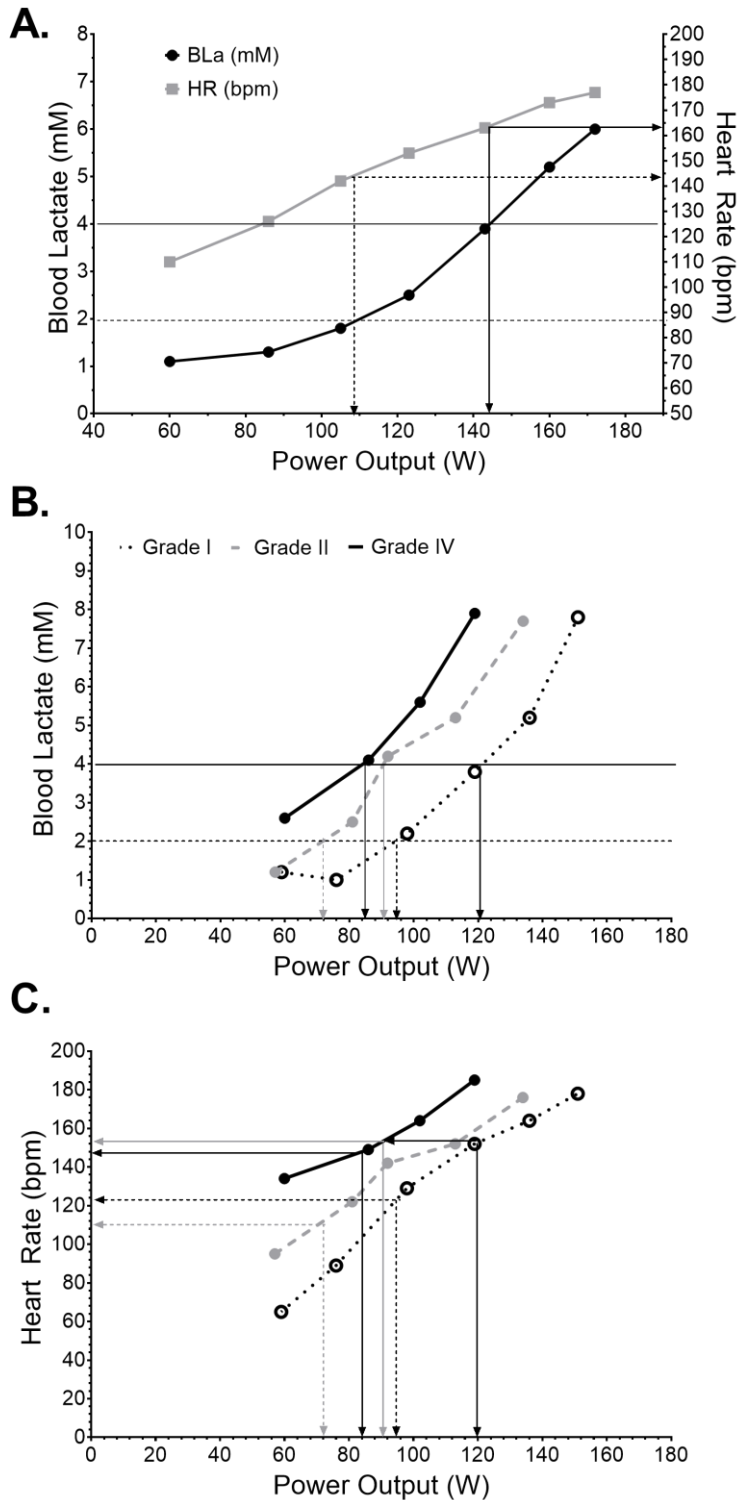 A.
BLa (mM)
HR (bpm)
Blood Lactate (mM)
8
7
6
5
4
3
2
1
0
200
190
180
170
160
150
140
130
120
110
100
90
80
70
60
50
Heart Rate (bpm)
40 60 80 100 120 140 160 180
Power Output (W)
B.
Grade I Grade II Grade IV
Blood Lactate (mM)
10
9
8
7
6
5
4
3
2
1
0
0 20 40 60 80 100 120 140 160 180
Power Output (W)
C.
Heart Rate (bpm)
200
180
160
140
120
100
80
60
40
20
0
0 20 40 60 80 100 120 140 160 180
Power Output (W)